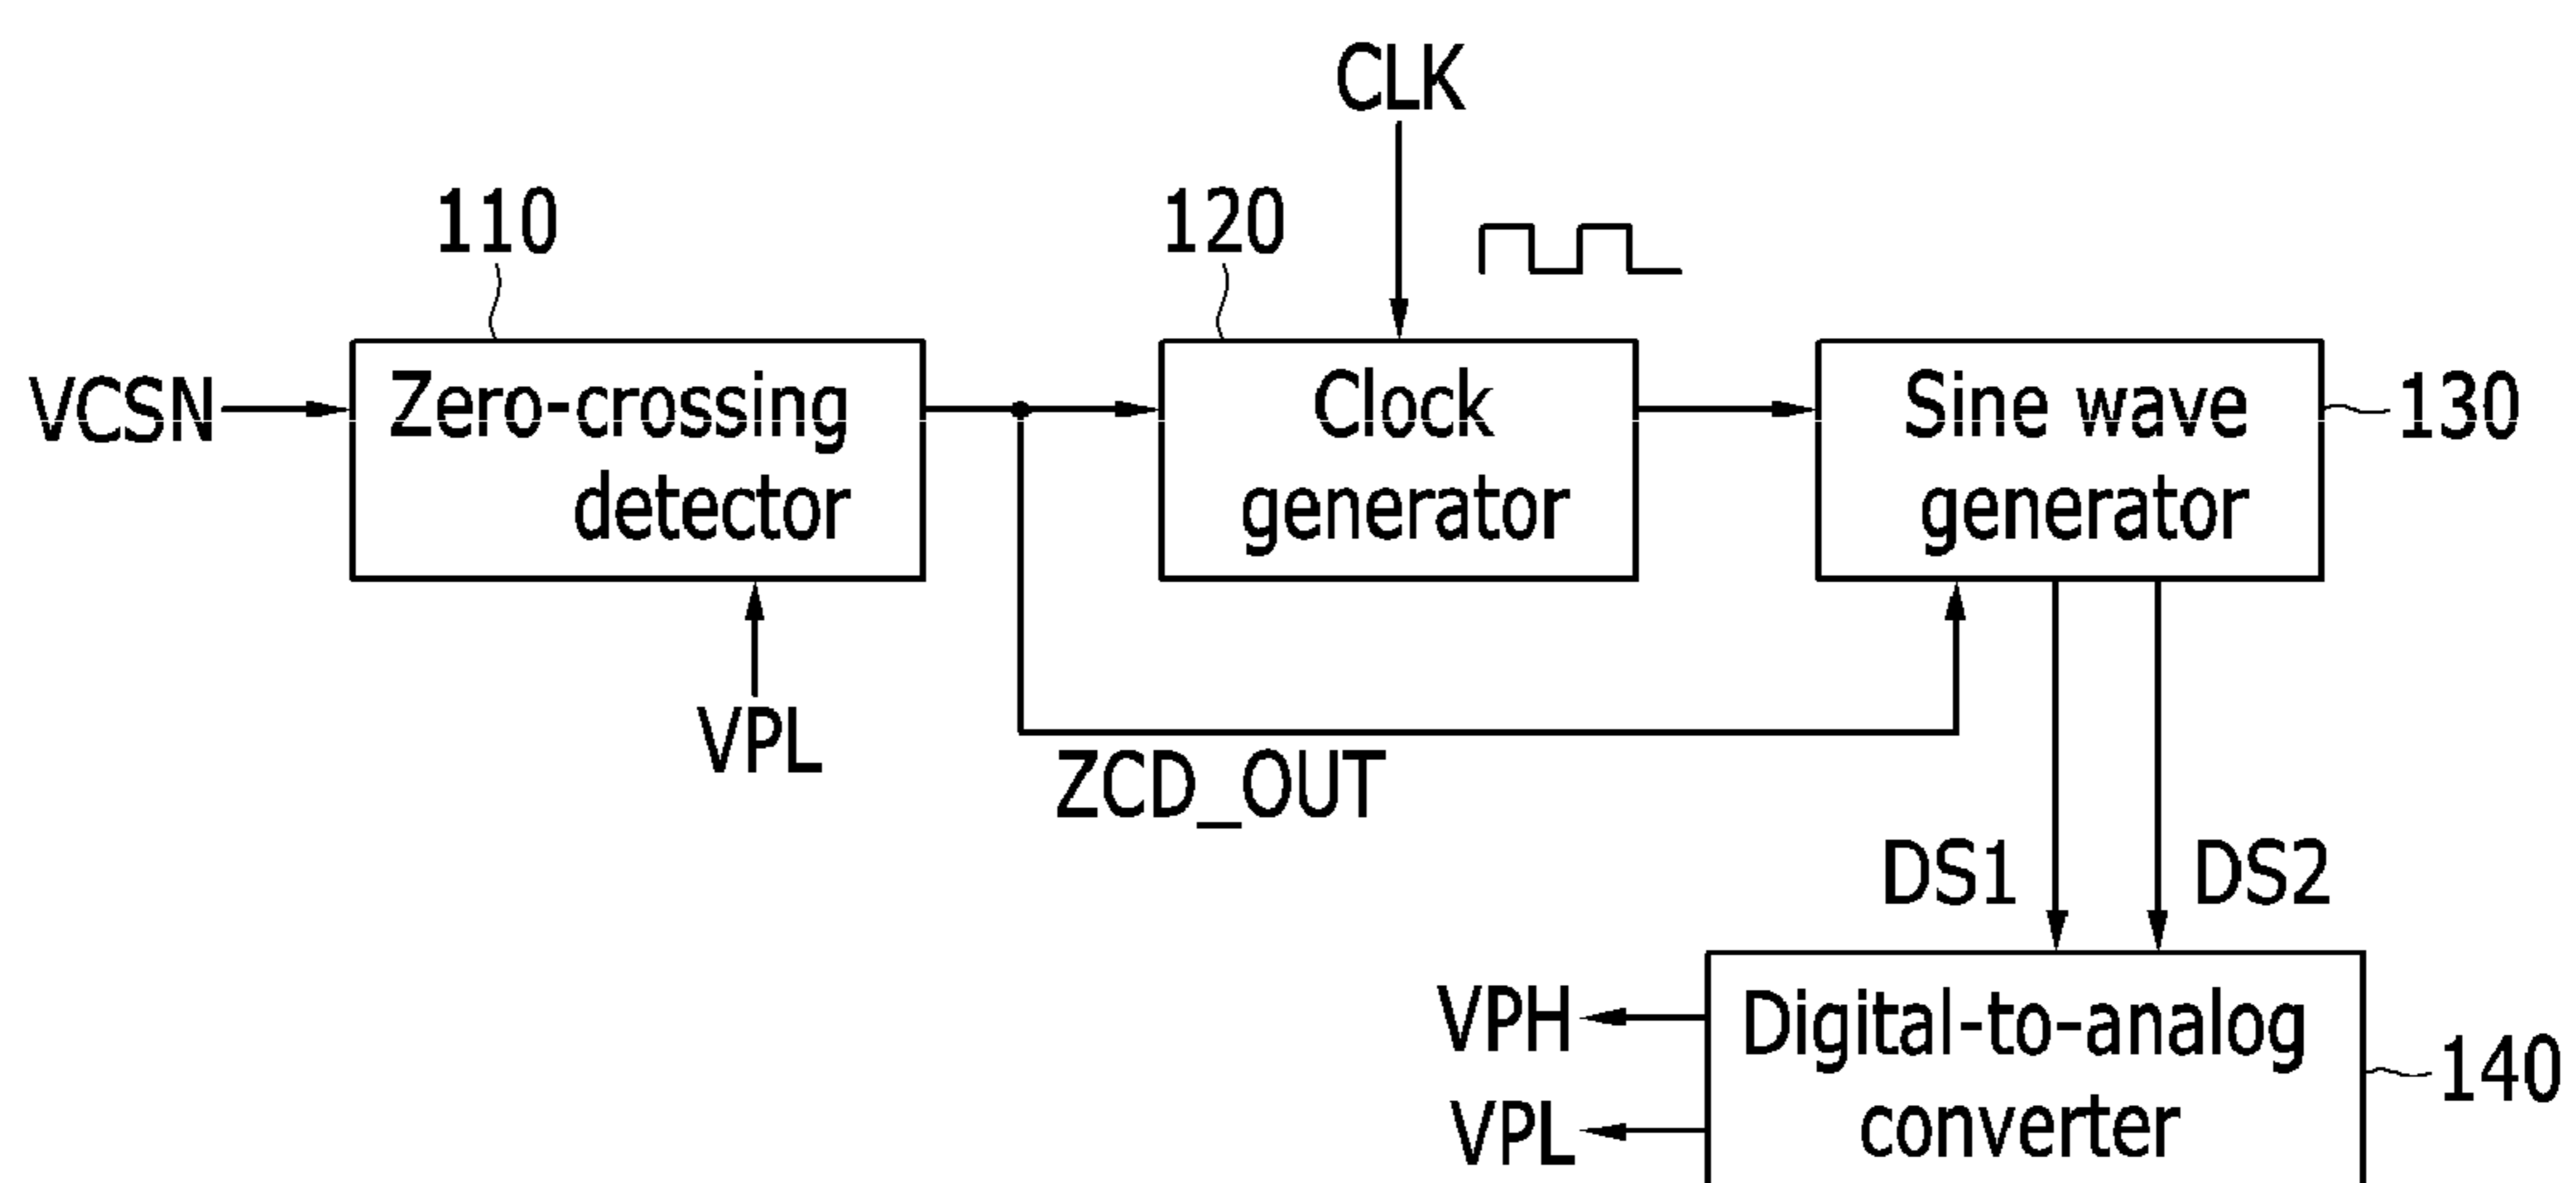 CLK
110
120
VCSN
Zero-crossing
detector
Clock
generator
Sine wave
generator
130
VPL
ZCD_OUT
DS1
DS2
VPH
VPL
Digital-to-analog
converter
140